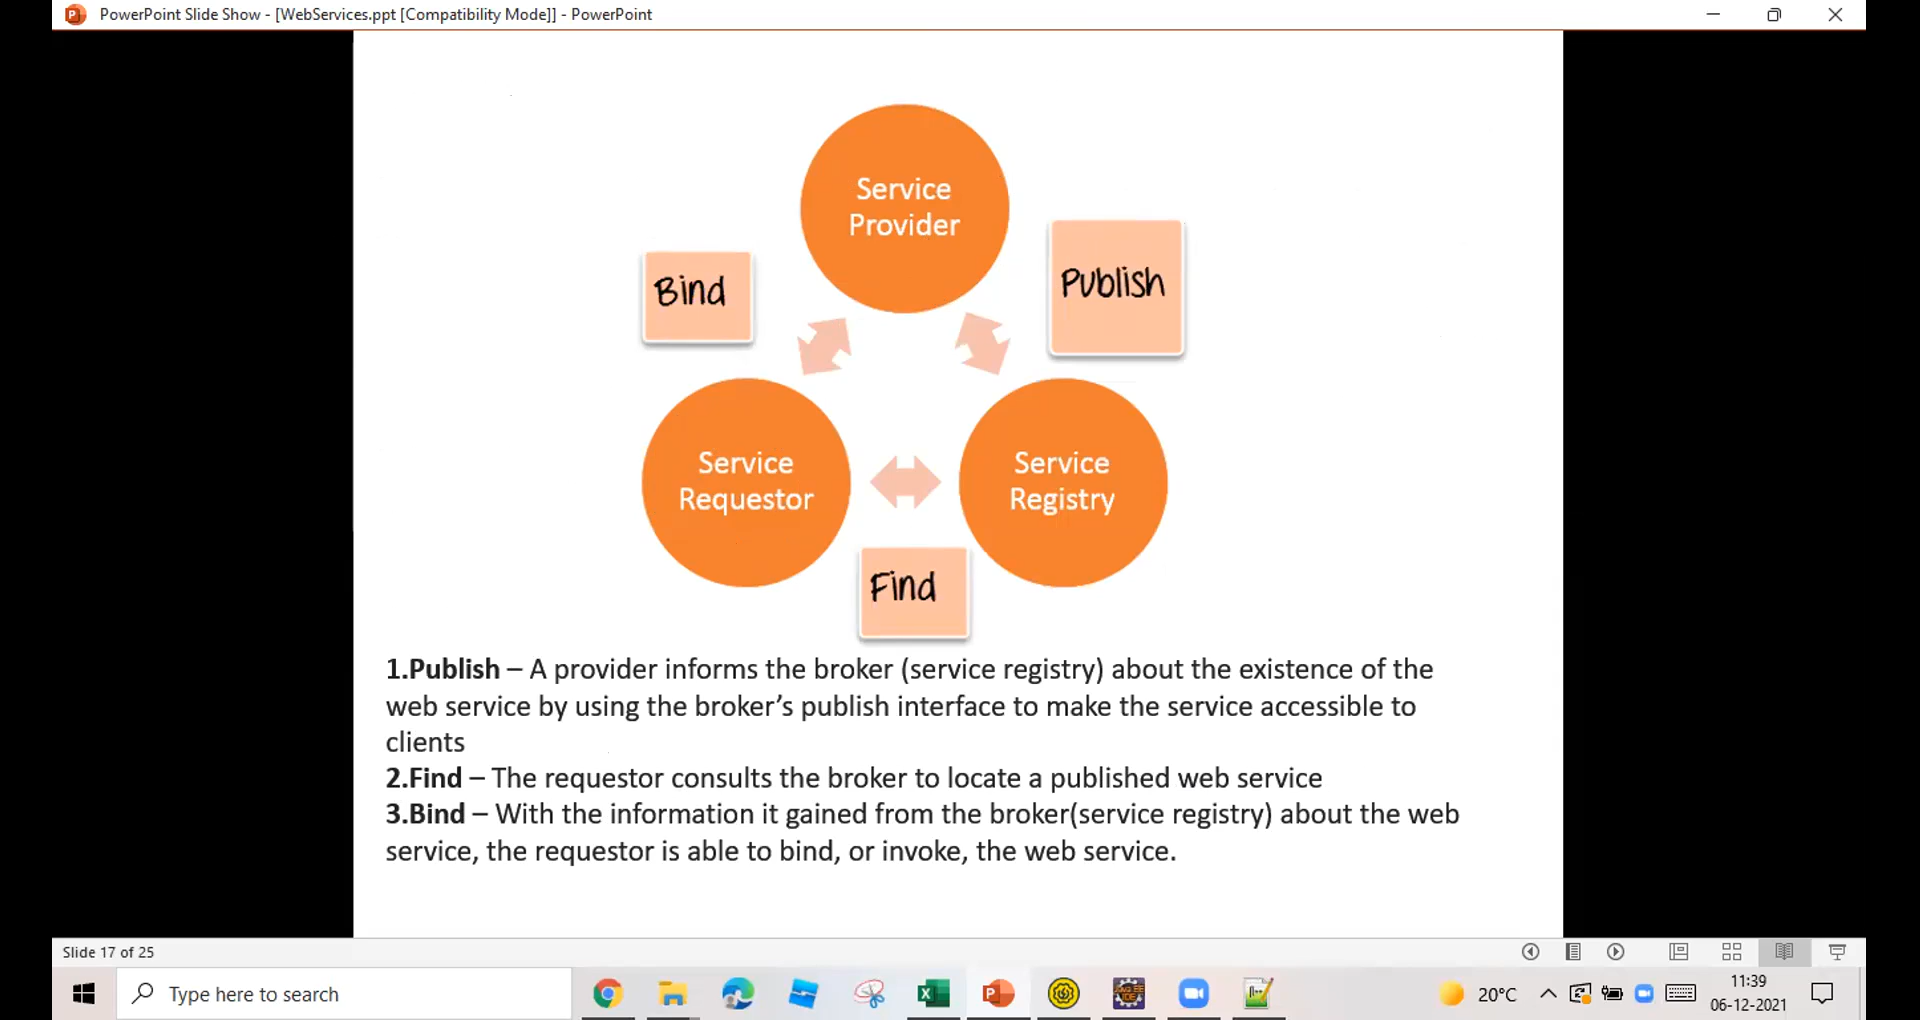 PowerPoint Slide Show - [WebServices.ppt [Compatibility Mode]] - PowerPoint
Service
Provider
Bind
Publish
Service
Requestor
Service
Registry
Find
1.Publish – A provider informs the broker (service registry) about the existence of the
web service by using the broker’s publish interface to make the service accessible to
clients
2.Find – The requestor consults the broker to locate a published web service
3.Bind – With the information it gained from the broker(service registry) about the web
service, the requestor is able to bind, or invoke, the web service.
Slide 17 of 25
Type here to search
20°C
11:39
06-12-2021